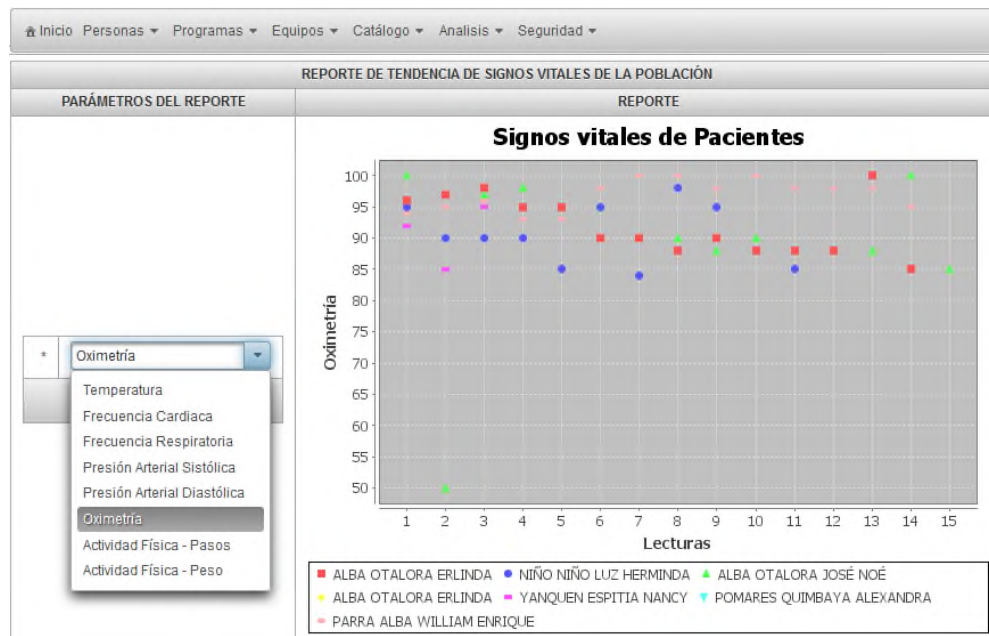 Inicio Personas Programas Equipos Catálogo Analisis Seguridad
REPORTE DE TENDENCIA DE SIGNOS VITALES DE LA POBLACIÓN
PARÁMETROS DEL REPORTE
* Oximetría
Temperatura
Frecuencia Cardiaca
Frecuencia Respiratoria
Presión Arterial Sistólica
Presión Arterial Diastólica
Oximetría
Actividad Física - Pasos
Actividad Física - Peso
REPORTE
Signos vitales de Pacientes
Oximetría
100
95
90
85
80
75
70
65
60
55
50
1 2 3 4 5 6 7 8 9 10 11 12 13 14 15
Lecturas
ALBA OTALORA ERLINDA NIÑO NIÑO LUZ HERMINDA ALBA OTALORA JOSÉ NOÉ
ALBA OTALORA ERLINDA YANQUEN ESPITIA NANCY POMARES QUIMBAYA ALEXANDRA
PARRA ALBA WILLIAM ENRIQUE